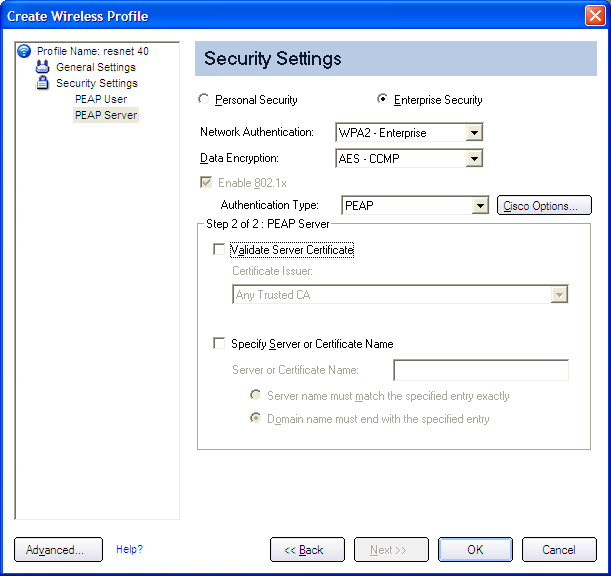 Create Wireless Profile
Profile Name: resnet 40
General Settings
Security Settings
PEAP User
PEAP Server
Security Settings
Personal Security Enterprise Security
Network Authentication: WPA2 - Enterprise
Data Encryption: AES - CCMP
Enable 802.1x
Authentication Type: PEAP Cisco Options...
Step 2 of 2 : PEAP Server
Validate Server Certificate
Certificate Issuer:
Any Trusted CA
Specify Server or Certificate Name
Server or Certificate Name:
Server name must match the specified entry exactly
Domain name must end with the specified entry
Advanced... Help? << Back Next >> OK Cancel